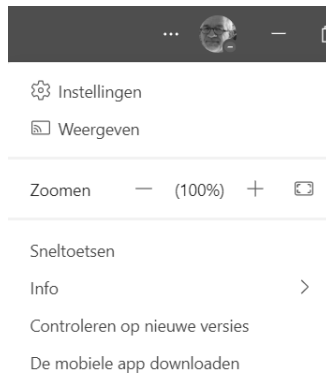 Instellingen
Weergeven
Zoomen — (100%) +
Sneltoetsen
Info
Controleren op nieuwe versies
De mobiele app downloaden